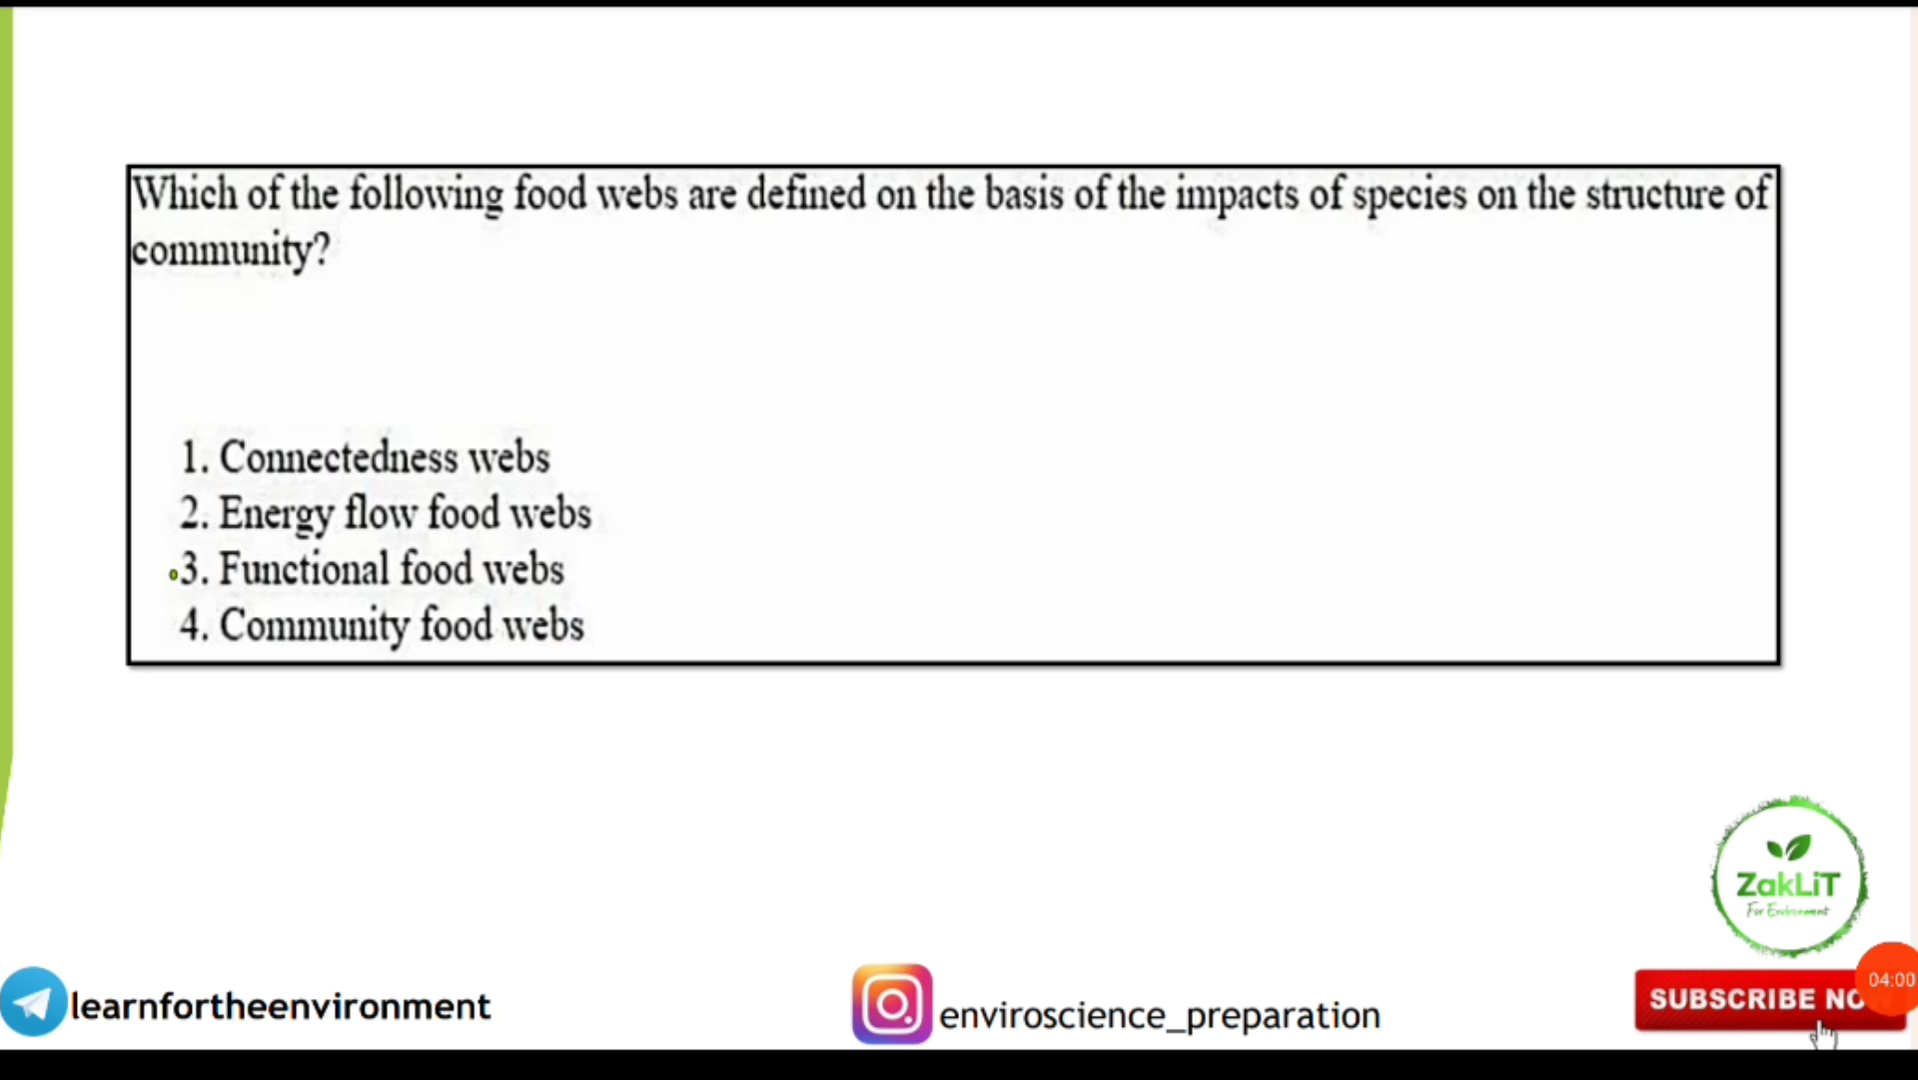 Which of the following food webs are defined on the basis of the impacts of species on the structure of
community?
1. Connectedness webs
2. Energy flow food webs
3. Functional food webs
4. Community food webs
ZakLiT
For Environment
learnfortheenvironment
enviroscience_preparation
SUBSCRIBE NO
04:00